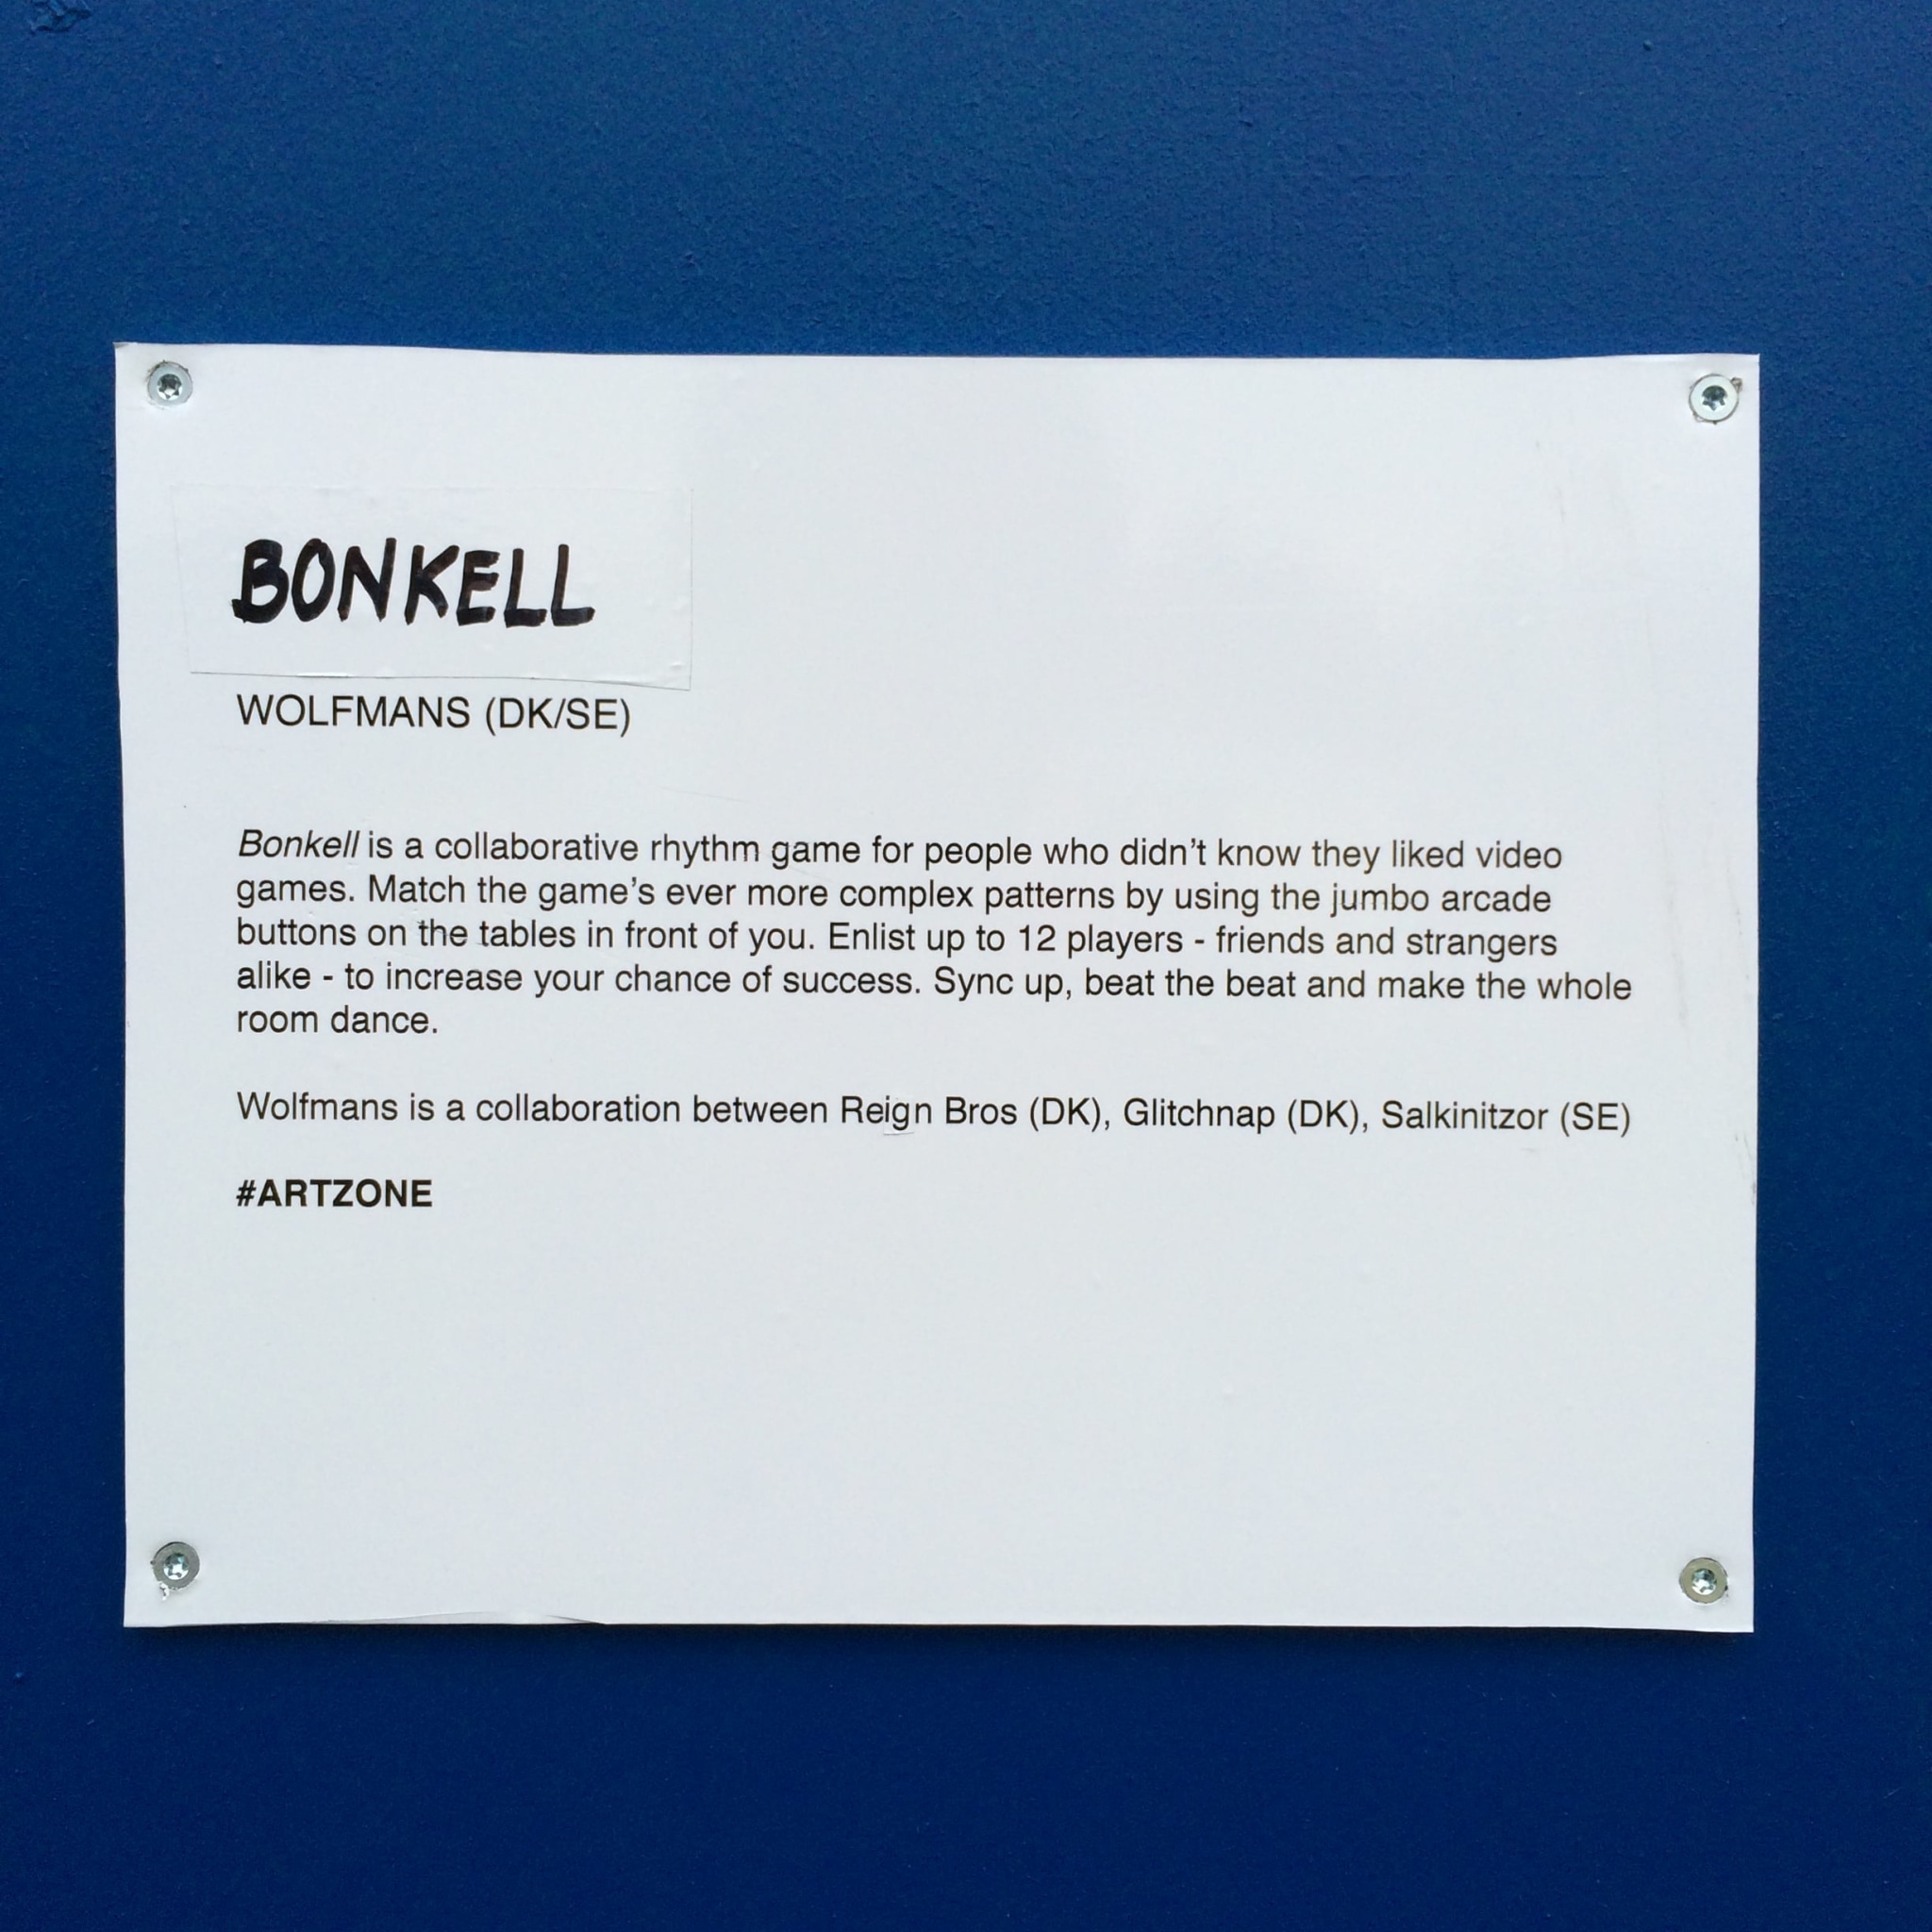 BONKELL
WOLFMANS (DK/SE)
Bonkell is a collaborative rhythm game for people who didn't know they liked video
games. Match the game's ever more complex patterns by using the jumbo arcade
buttons on the tables in front of you. Enlist up to 12 players - friends and strangers
alike - to increase your chance of success. Sync up, beat the beat and make the whole
room dance.
Wolfmans is a collaboration between Reign Bros (DK), Glitchnap (DK), Salkinitzor (SE)
#ARTZONE